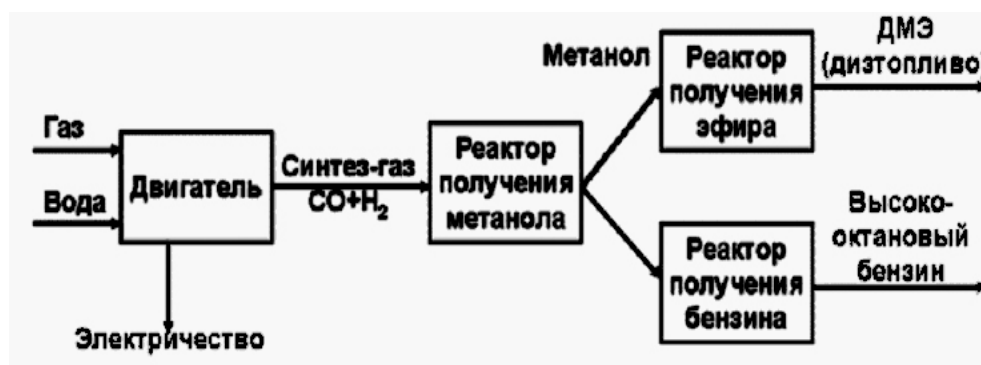 Газ
Вода
Двигатель
Электричество
Синтез-газ
CO+H₂
Реактор
получения
метанола
Метанол
Реактор
получения
эфира
ДМЭ
(дизтопливо)
Реактор
получения
бензина
Высоко-
октановый
бензин